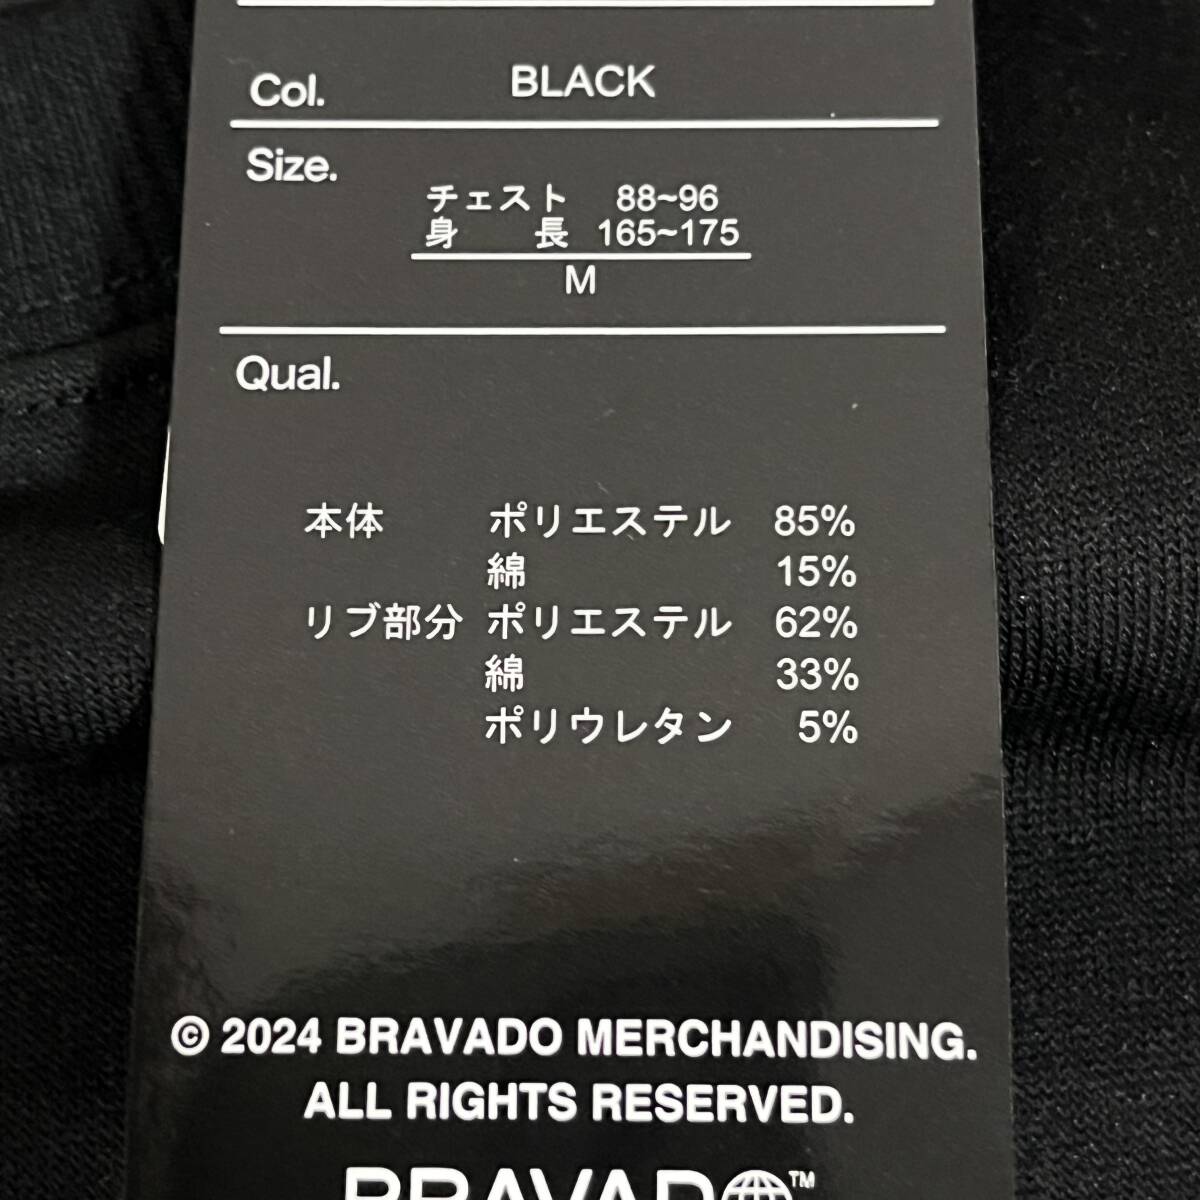 Col. BLACK
Size.
チェスト 88~96
身 長 165~175
M
Qual.
本体 ポリエステル 85%
綿 15%
リブ部分 ポリエステル 62%
綿 33%
ポリウレタン 5%
© 2024 BRAVADO MERCHANDISING.
ALL RIGHTS RESERVED.
BRAVADO™